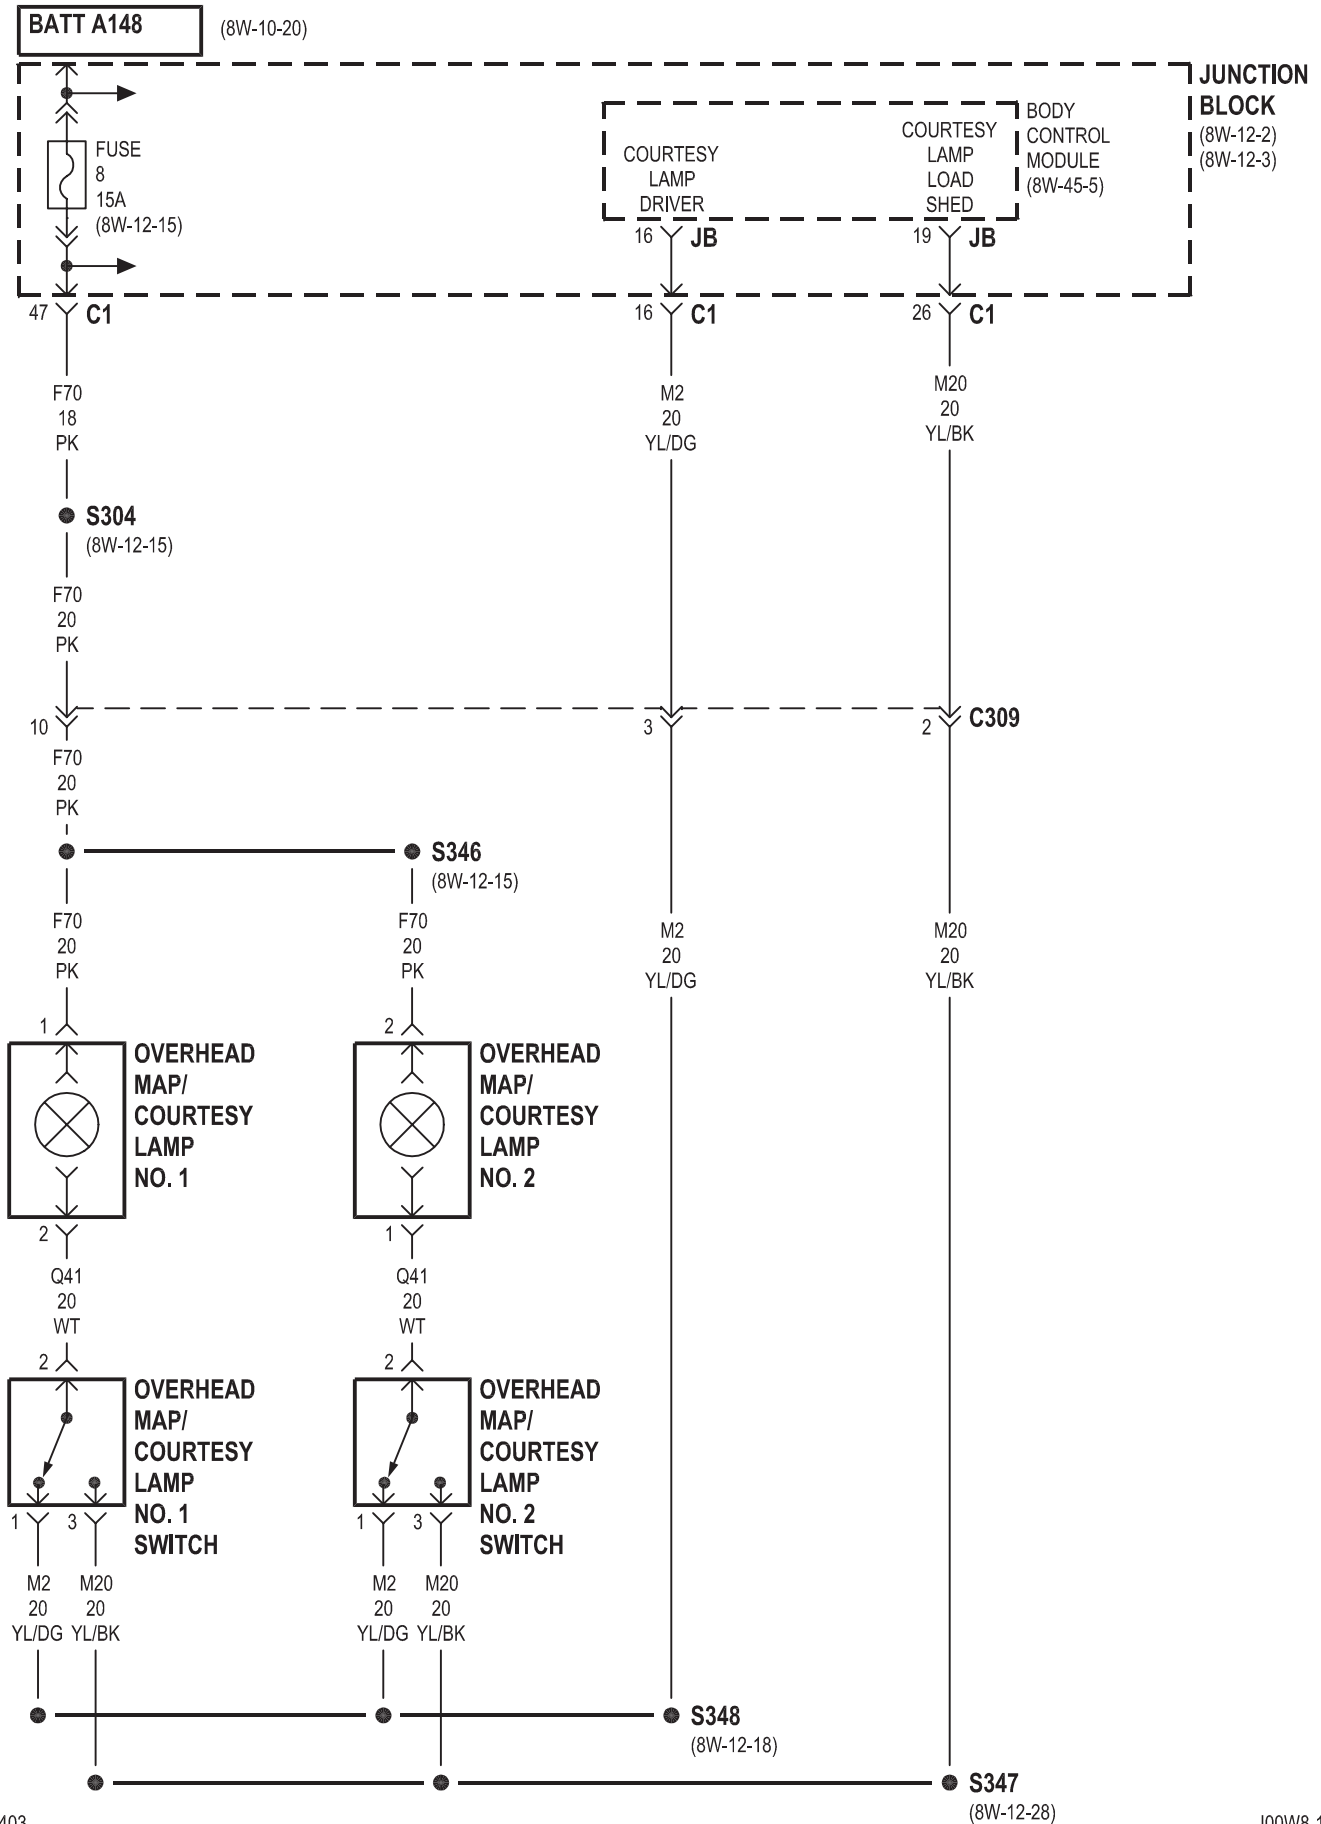 BATT A148
(8W-10-20)
JUNCTION
BLOCK
(8W-12-2)
(8W-12-3)
BODY
CONTROL
MODULE
(8W-45-5)
COURTESY
LAMP
DRIVER
COURTESY
LAMP
LOAD
SHED
FUSE
8
15A
(8W-12-15)
16 JB
19 JB
47 C1
16 C1
26 C1
F70
18
PK
M2
20
YL/DG
M20
20
YL/BK
S304
(8W-12-15)
F70
20
PK
10
3
2
C309
F70
20
PK
S346
(8W-12-15)
F70
20
PK
F70
20
PK
M2
20
YL/DG
M20
20
YL/BK
1
OVERHEAD
MAP/
COURTESY
LAMP
NO. 1
2
2
OVERHEAD
MAP/
COURTESY
LAMP
NO. 2
1
Q41
20
WT
Q41
20
WT
2
OVERHEAD
MAP/
COURTESY
LAMP
NO. 1
SWITCH
1
3
2
OVERHEAD
MAP/
COURTESY
LAMP
NO. 2
SWITCH
1
3
M2
20
YL/DG
M20
20
YL/BK
M2
20
YL/DG
M20
20
YL/BK
S348
(8W-12-18)
S347
(8W-12-28)